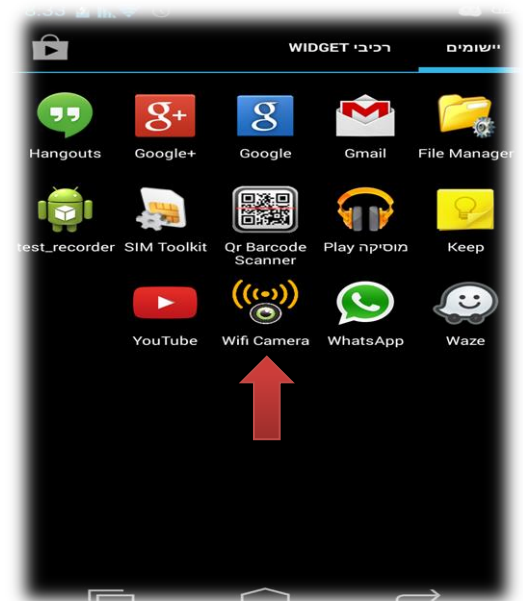 יישומים
רכיבי WIDGET
Hangouts
Google+
Google
Gmail
File Manager
test_recorder
SIM Toolkit
Qr Barcode
Scanner
מוסיקה Play
Keep
YouTube
Wifi Camera
WhatsApp
Waze